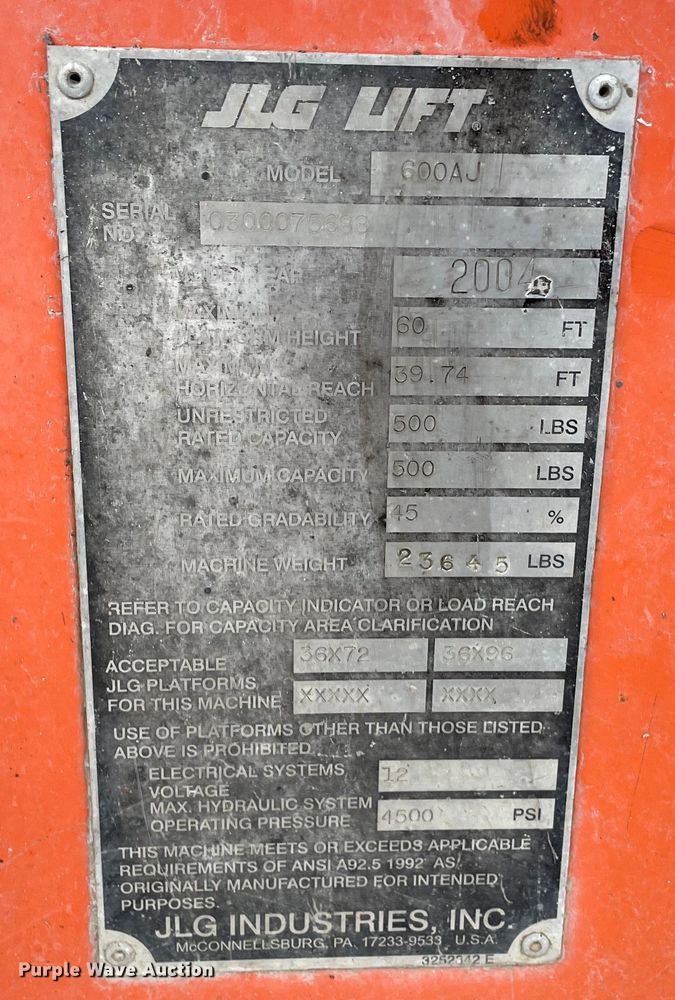 JLG LIFT
MODEL 600AJ
SERIAL NO.
2004
MAXIMUM PLATFORM HEIGHT 60 FT
MAXIMUM HORIZONTAL REACH 39.74 FT
UNRESTRICTED RATED CAPACITY 500 LBS
MAXIMUM CAPACITY 500 LBS
RATED GRADABILITY 45 %
MACHINE WEIGHT 23645 LBS
REFER TO CAPACITY INDICATOR OR LOAD REACH
DIAG. FOR CAPACITY AREA CLARIFICATION
ACCEPTABLE 36X72 36X96
JLG PLATFORMS
FOR THIS MACHINE XXXXX XXXX
USE OF PLATFORMS OTHER THAN THOSE LISTED
ABOVE IS PROHIBITED.
ELECTRICAL SYSTEMS
VOLTAGE 12
MAX. HYDRAULIC SYSTEM
OPERATING PRESSURE 4500 PSI
THIS MACHINE MEETS OR EXCEEDS APPLICABLE
REQUIREMENTS OF ANSI A92.5 1992 AS
ORIGINALLY MANUFACTURED FOR INTENDED
PURPOSES.
JLG INDUSTRIES, INC.
McCONNELLSBURG, PA. 17233-9533 U.S.A.
3252342 E
Purple Wave Auction